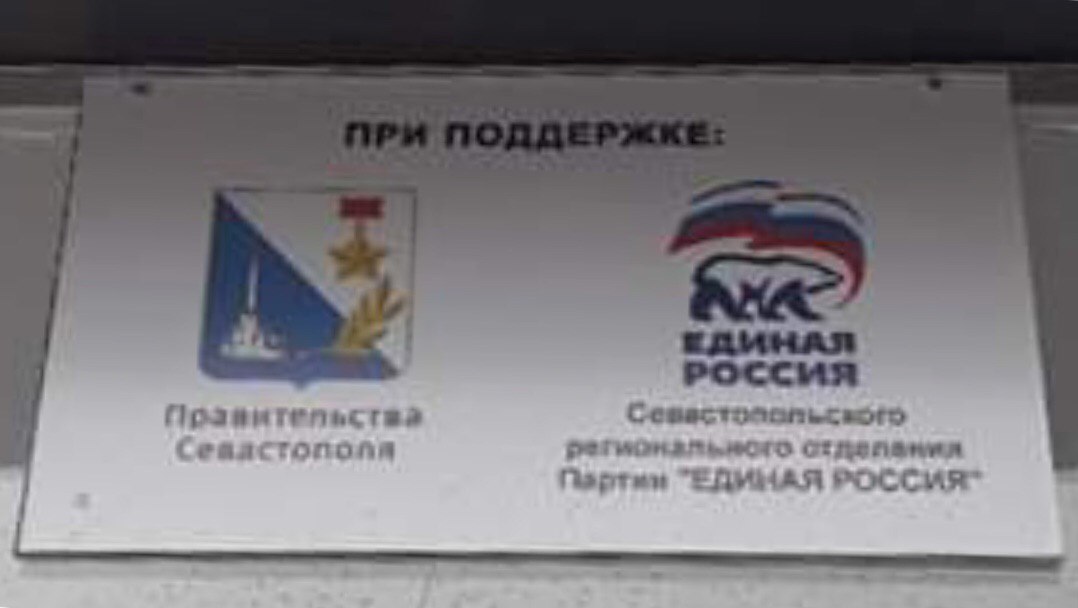 ПРИ ПОДДЕРЖКЕ:
Правительства
Севастополя
ЕДИНАЯ
РОССИЯ
Севастопольского
регионального отделения
Партии "ЕДИНАЯ РОССИЯ"